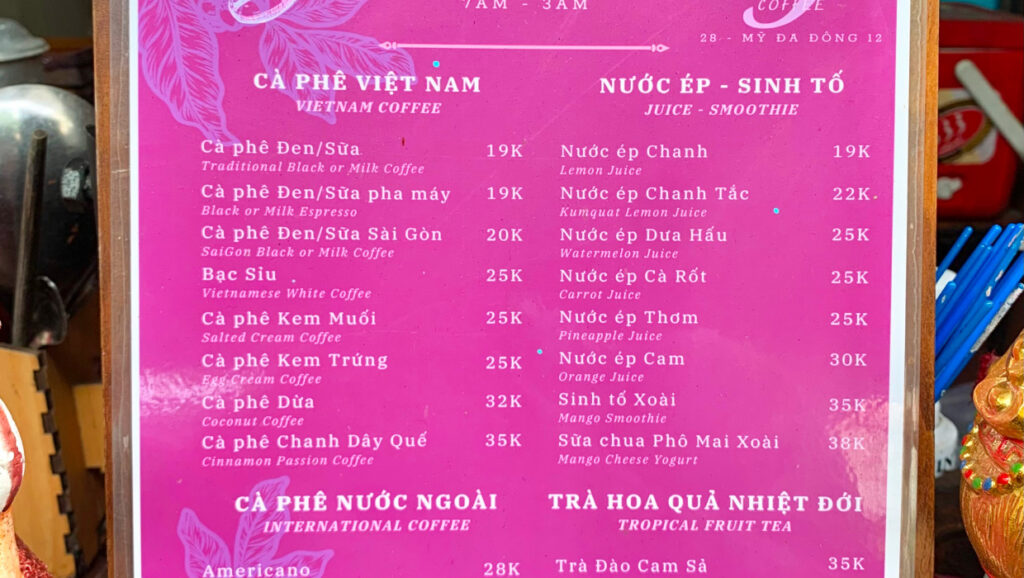 7AM - 3AM
COFFEE
28 - MỸ ĐA ĐÔNG 12
CÀ PHÊ VIỆT NAM
VIETNAM COFFEE
Cà phê Đen/Sữa 19K
Traditional Black or Milk Coffee
Cà phê Đen/Sữa pha máy 19K
Black or Milk Espresso
Cà phê Đen/Sữa Sài Gòn 20K
SaiGon Black or Milk Coffee
Bạc Sỉu 25K
Vietnamese White Coffee
Cà phê Kem Muối 25K
Salted Cream Coffee
Cà phê Kem Trứng 25K
Egg Cream Coffee
Cà phê Dừa 32K
Coconut Coffee
Cà phê Chanh Dây Quế 35K
Cinnamon Passion Coffee
CÀ PHÊ NƯỚC NGOÀI
INTERNATIONAL COFFEE
Americano 28K
NƯỚC ÉP - SINH TỐ
JUICE - SMOOTHIE
Nước ép Chanh 19K
Lemon Juice
Nước ép Chanh Tắc 22K
Kumquat Lemon Juice
Nước ép Dưa Hấu 25K
Watermelon Juice
Nước ép Cà Rốt 25K
Carrot Juice
Nước ép Thơm 25K
Pineapple Juice
Nước ép Cam 30K
Orange Juice
Sinh tố Xoài 35K
Mango Smoothie
Sữa chua Phô Mai Xoài 38K
Mango Cheese Yogurt
TRÀ HOA QUẢ NHIỆT ĐỚI
TROPICAL FRUIT TEA
Trà Đào Cam Sả 35K